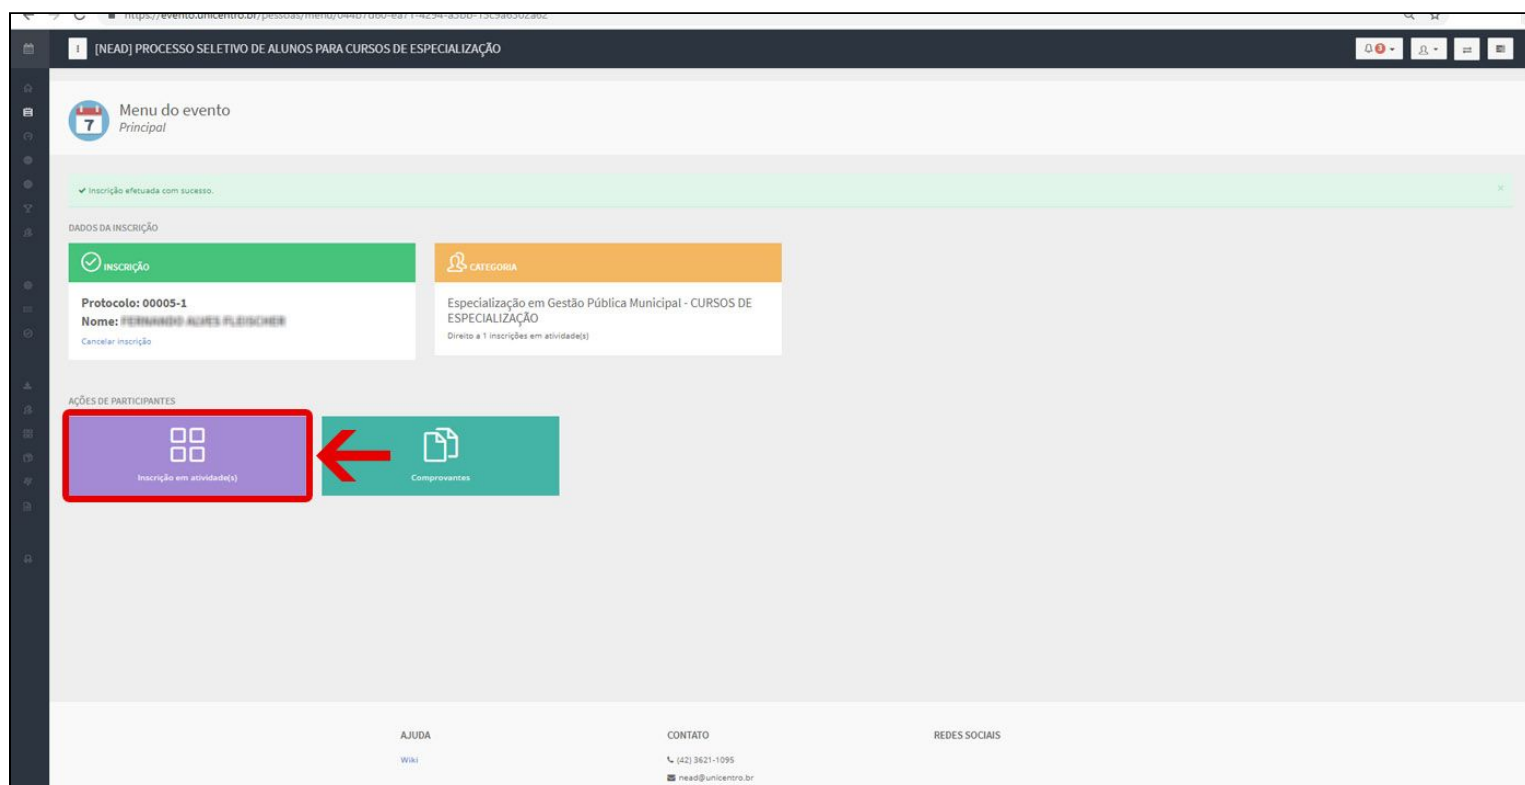 [NEAD] PROCESSO SELETIVO DE ALUNOS PARA CURSOS DE ESPECIALIZAÇÃO
3
Menu do evento
7
Principal
Inscrição efetuada com sucesso.
×
DADOS DA INSCRIÇÃO
INSCRIÇÃO
CATEGORIA
Protocolo: 00005-1
Nome:
Cancelar inscrição
Especialização em Gestão Pública Municipal - CURSOS DE
ESPECIALIZAÇÃO
Direito a 1 inscrições em atividade(s)
AÇÕES DE PARTICIPANTES
Inscrição em atividade(s)
Comprovantes
AJUDA
Wiki
CONTATO
(42) 3621-1095
nead@unicentro.br
REDES SOCIAIS